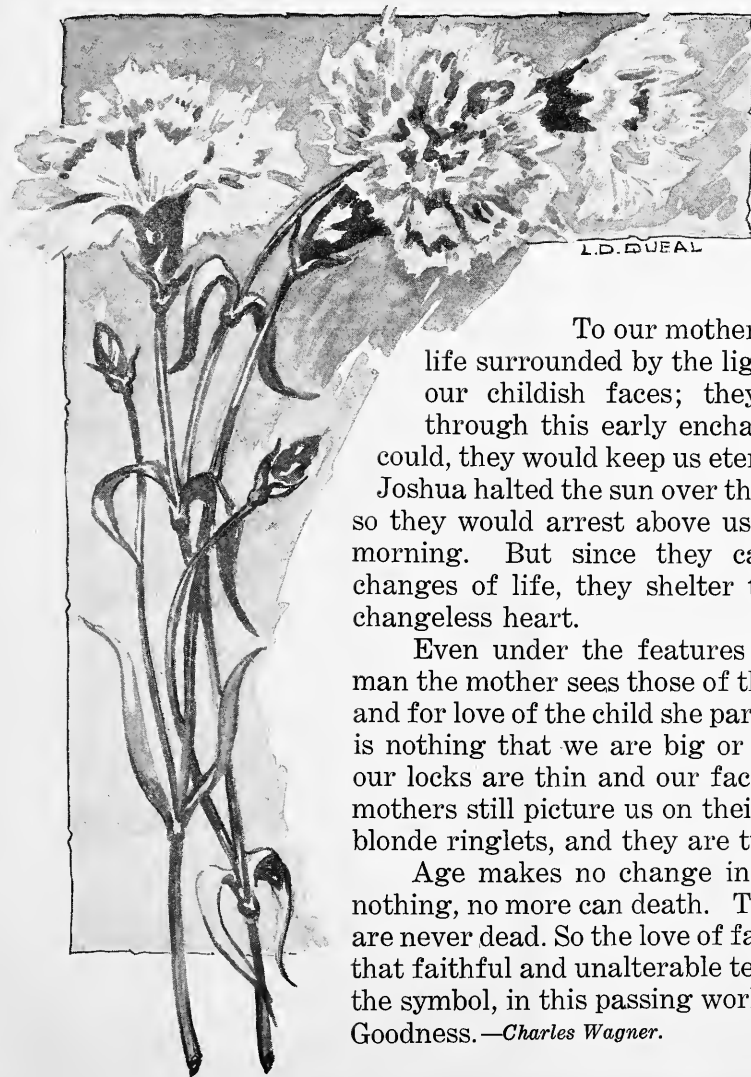 L.D. DUEAL
To our mother
life surrounded by the lig
our childish faces; they
through this early encha
could, they would keep us eter
Joshua halted the sun over th
so they would arrest above us
morning. But since they ca
changes of life, they shelter t
changeless heart.
Even under the features
man the mother sees those of th
and for love of the child she par
is nothing that we are big or
our locks are thin and our fac
mothers still picture us on thei
blonde ringlets, and they are t
Age makes no change in
nothing, no more can death. T
are never dead. So the love of fa
that faithful and unalterable te
the symbol, in this passing wor
Goodness.—Charles Wagner.